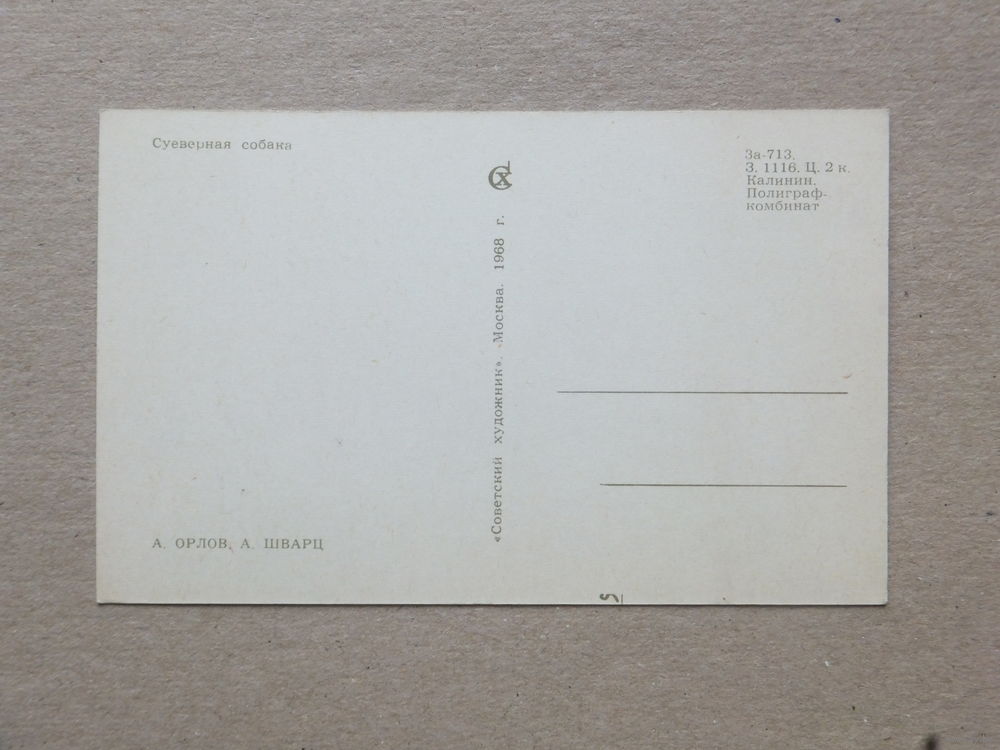 Суеверная собака
За-713.
З. 1116. Ц. 2 к.
Калинин.
Полиграф-
комбинат
СХ
«Советский художник». Москва. 1968 г.
А. ОРЛОВ, А. ШВАРЦ